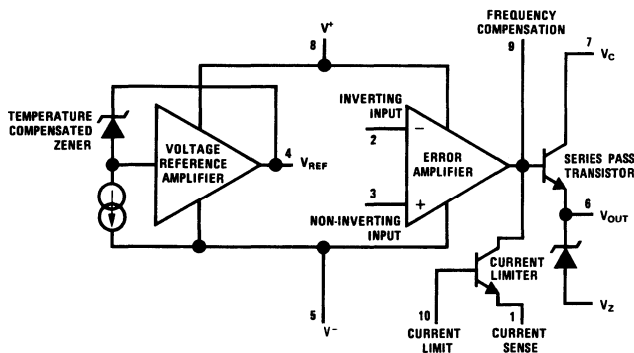 FREQUENCY
COMPENSATION
V+
8
9
7
VC
TEMPERATURE
COMPENSATED
ZENER
VOLTAGE
REFERENCE
AMPLIFIER
4
VREF
INVERTING
INPUT
2
−
ERROR
AMPLIFIER
3
+
NON-INVERTING
INPUT
SERIES PASS
TRANSISTOR
6
VOUT
CURRENT
LIMITER
VZ
5
V−
10
1
CURRENT
LIMIT
CURRENT
SENSE